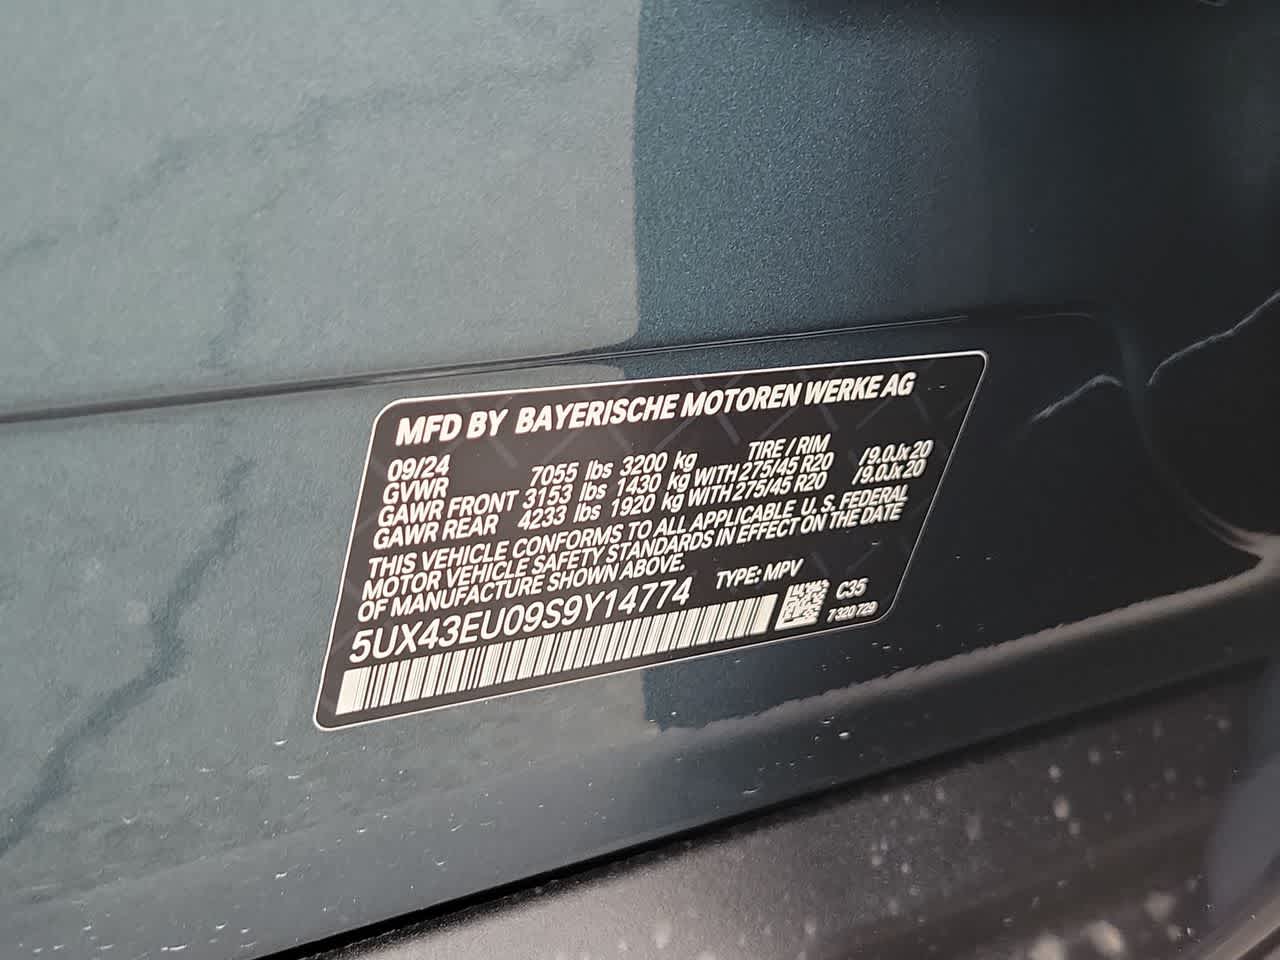 MFD BY BAYERISCHE MOTOREN WERKE AG
09/24 TIRE / RIM
GVWR 7055 lbs 3200 kg
GAWR FRONT 3153 lbs 1430 kg WITH 275/45 R20 /9.0Jx20
GAWR REAR 4233 lbs 1920 kg WITH 275/45 R20 /9.0Jx20
THIS VEHICLE CONFORMS TO ALL APPLICABLE U.S. FEDERAL
MOTOR VEHICLE SAFETY STANDARDS IN EFFECT ON THE DATE
OF MANUFACTURE SHOWN ABOVE.
5UX43EU09S9Y14774 TYPE: MPV
C35
7320729